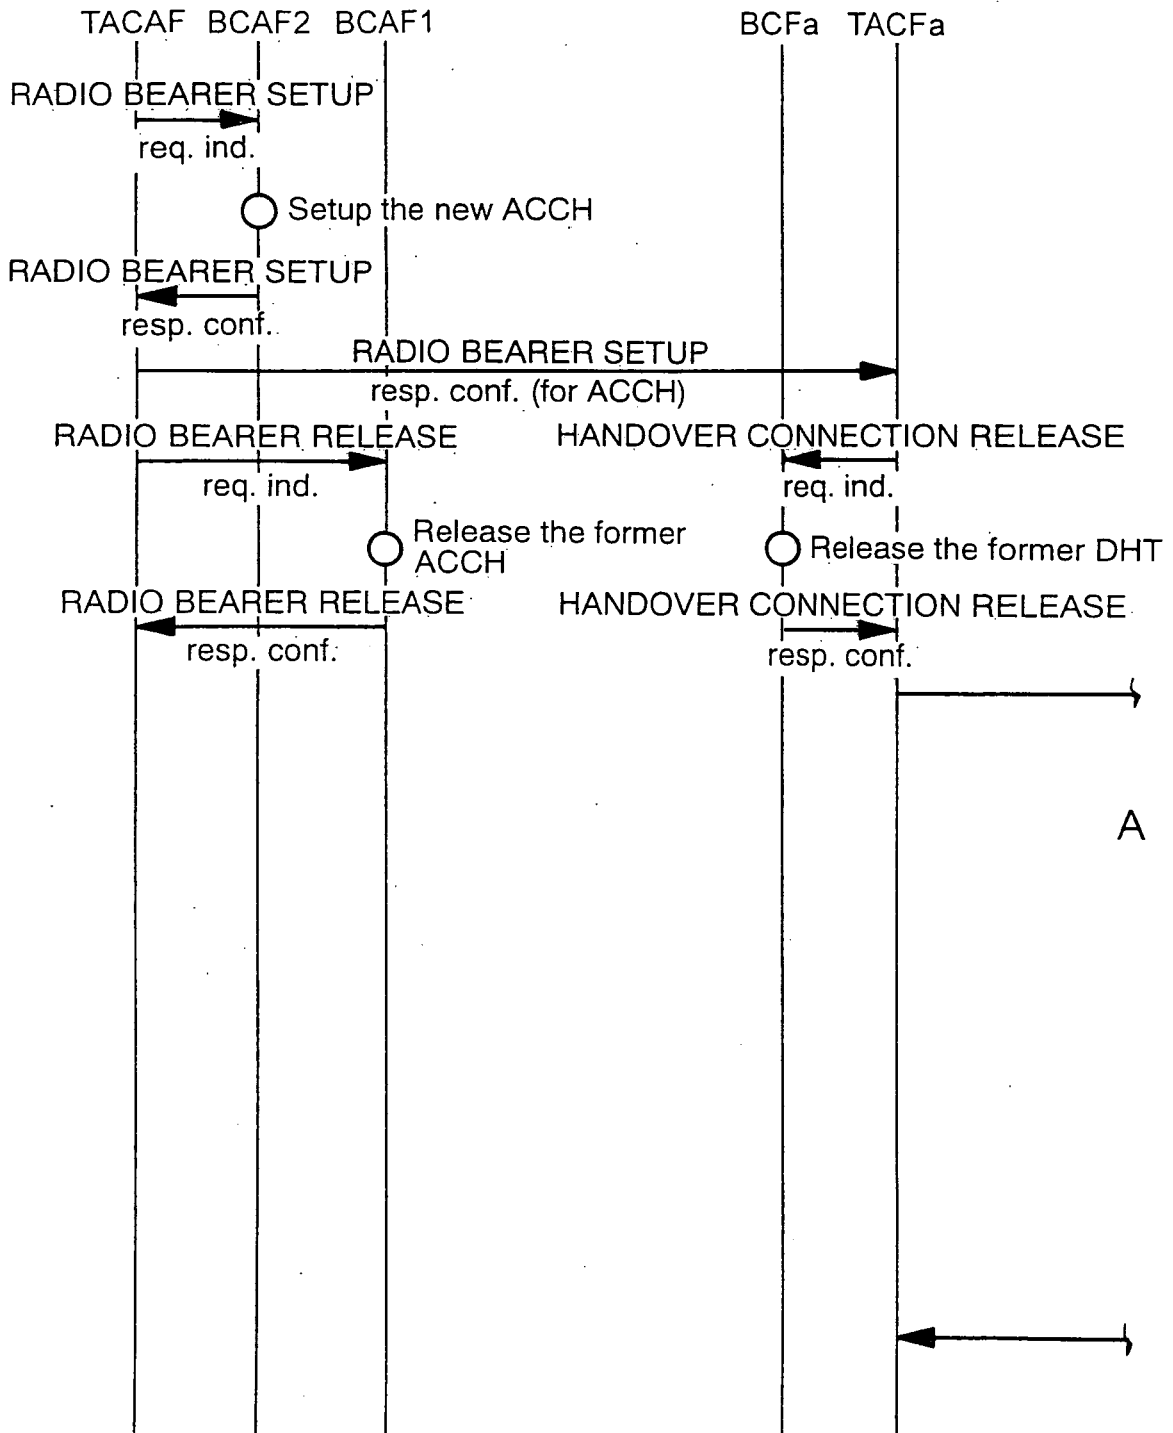 TACAF BCAF2 BCAF1 BCFa TACFa
RADIO BEARER SETUP
req. ind.
Setup the new ACCH
RADIO BEARER SETUP
resp. conf.
RADIO BEARER SETUP
resp. conf. (for ACCH)
RADIO BEARER RELEASE HANDOVER CONNECTION RELEASE
req. ind. req. ind.
Release the former
ACCH
Release the former DHT
RADIO BEARER RELEASE HANDOVER CONNECTION RELEASE
resp. conf. resp. conf.
A